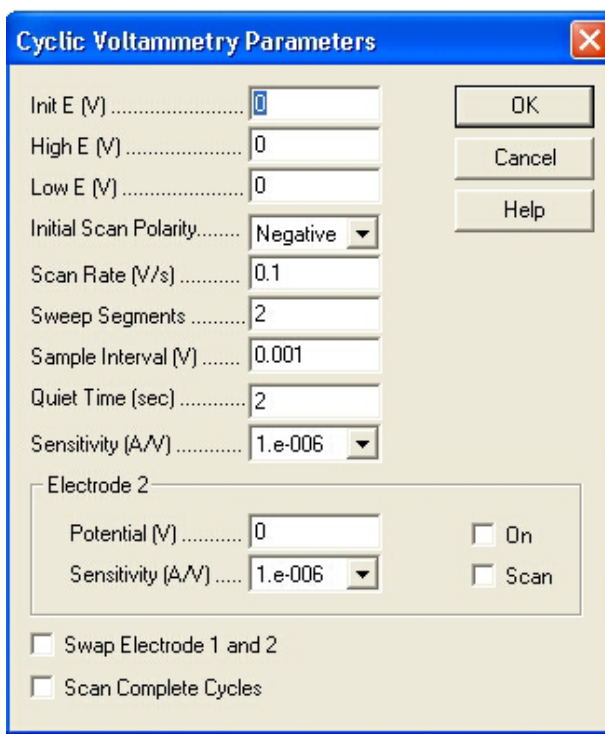 Cyclic Voltammetry Parameters
Init E (V) ........................ 0
OK
High E (V) ...................... 0
Cancel
Low E (V) ....................... 0
Help
Initial Scan Polarity........ Negative
Scan Rate (V/s) ........... 0.1
Sweep Segments ......... 2
Sample Interval (V) ....... 0.001
Quiet Time (sec) ............ 2
Sensitivity (A/V) ............ 1.e-006
Electrode 2
Potential (V) ........... 0
On
Sensitivity (A/V) ..... 1.e-006
Scan
Swap Electrode 1 and 2
Scan Complete Cycles